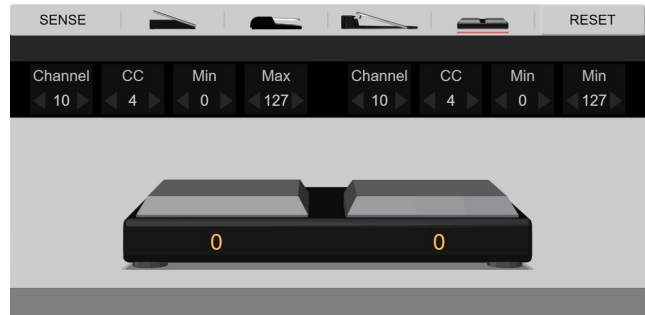 SENSE RESET
Channel CC Min Max Channel CC Min Min
10 4 0 127 10 4 0 127
0 0